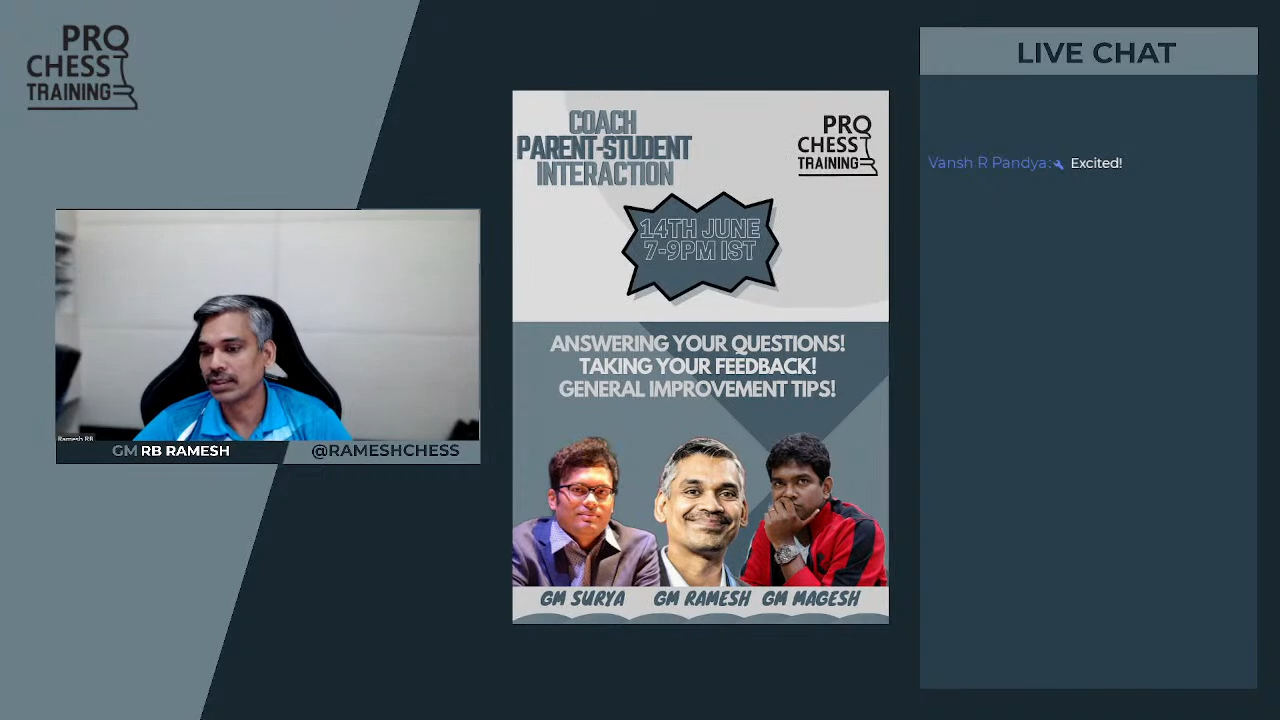 PRO
CHESS
TRAINING
Ramesh RB
GM RB RAMESH
@RAMESHCHESS
COACH
PARENT-STUDENT
INTERACTION
PRO
CHESS
TRAINING
14TH JUNE
7-9PM IST
ANSWERING YOUR QUESTIONS!
TAKING YOUR FEEDBACK!
GENERAL IMPROVEMENT TIPS!
GM SURYA GM RAMESH GM MAGESH
LIVE CHAT
Vansh R Pandya: Excited!